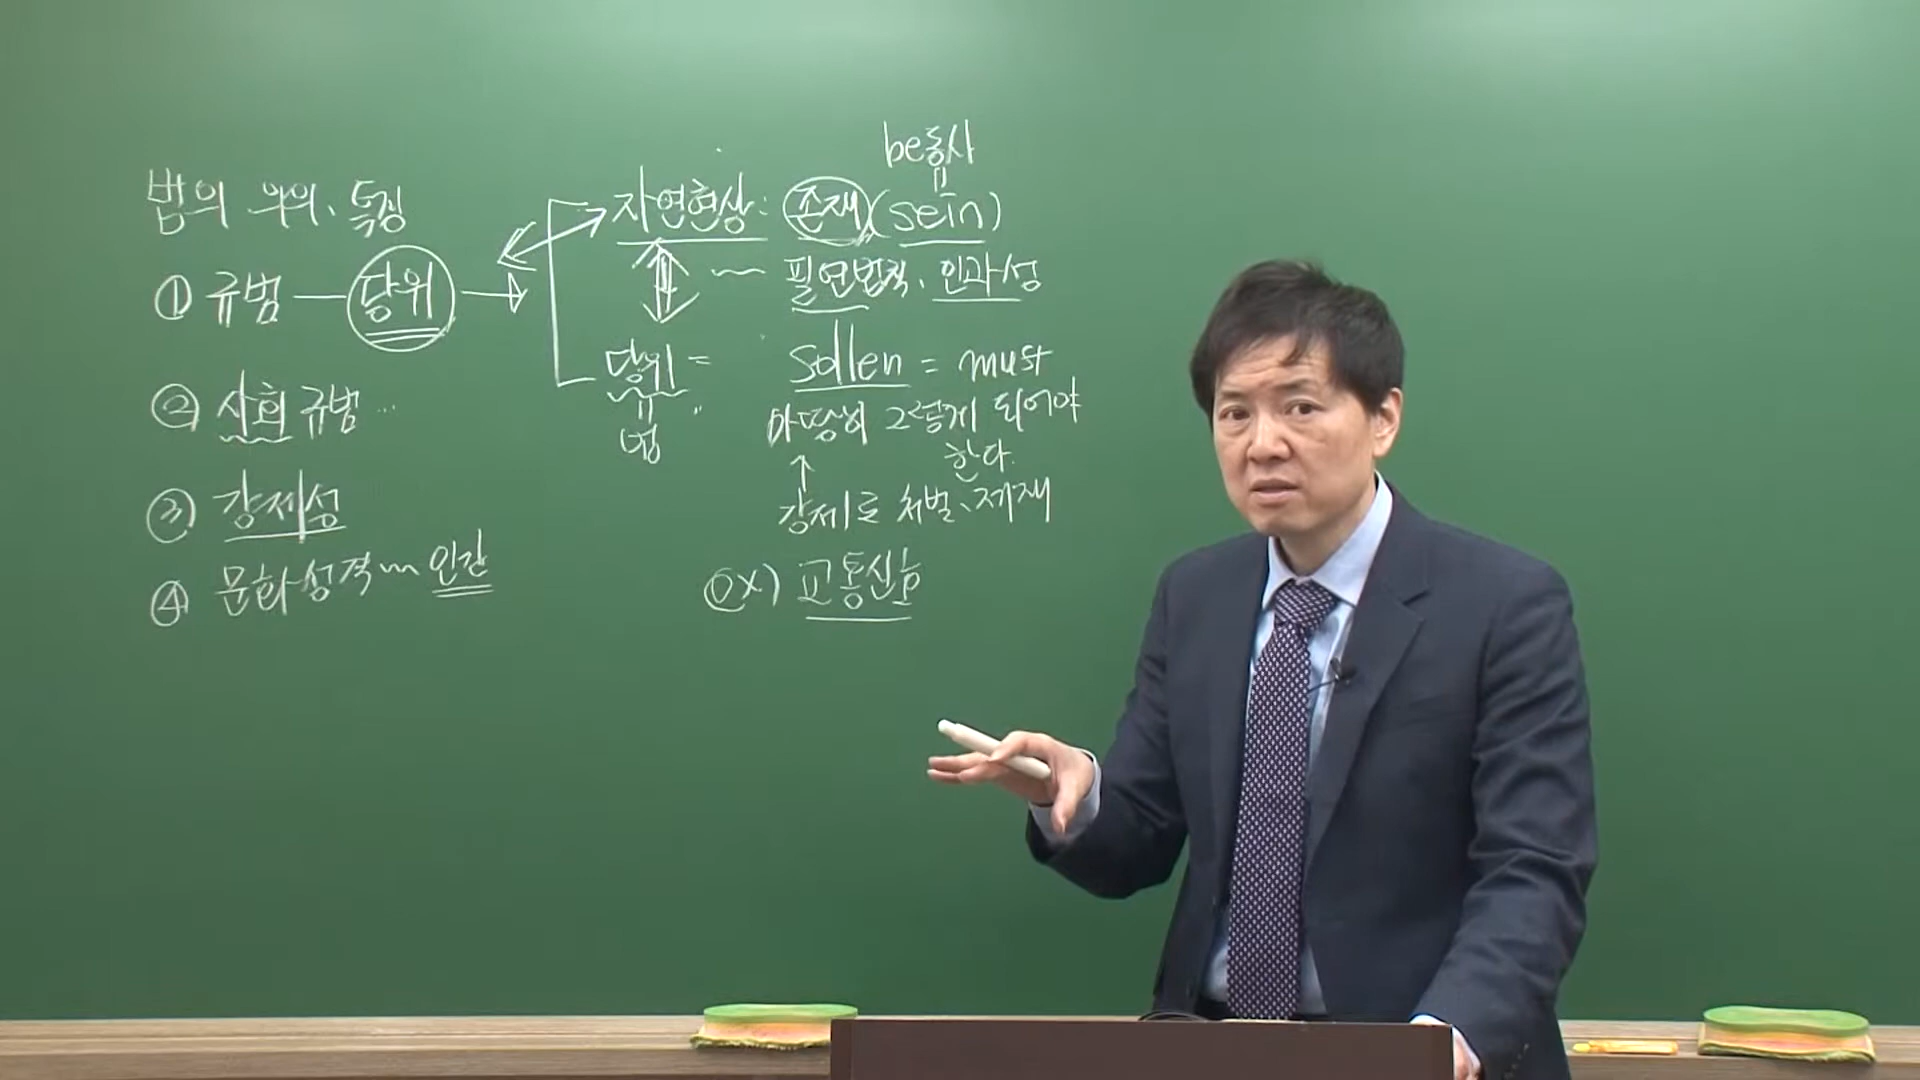 법의 의의、특징
① 규범 — 당위 →
② 사회 규범 ...
③ 강제성
④ 문화성격 ~ 인간
be동사
=
자연현상 : 존재 (sein)
~ 필연법칙、인과성
당위 = sollen = must
= 〃 마땅히 그렇게 되어야
법 한다.
↑
강제로 처벌、제재
ex) 교통신호